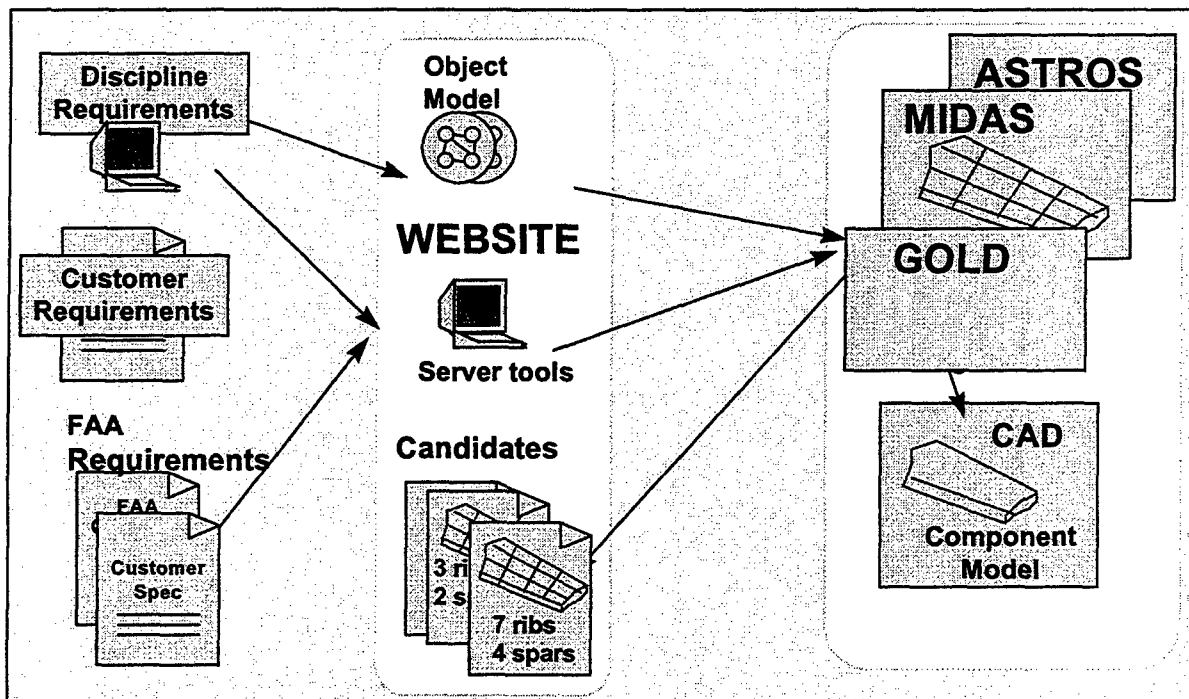 Discipline
Requirements
Customer
Requirements
FAA
Requirements
FAA
Customer
Spec
Object
Model
WEBSITE
Server tools
Candidates
3 ri
2 s
7 ribs
4 spars
ASTROS
MIDAS
GOLD
CAD
Component
Model